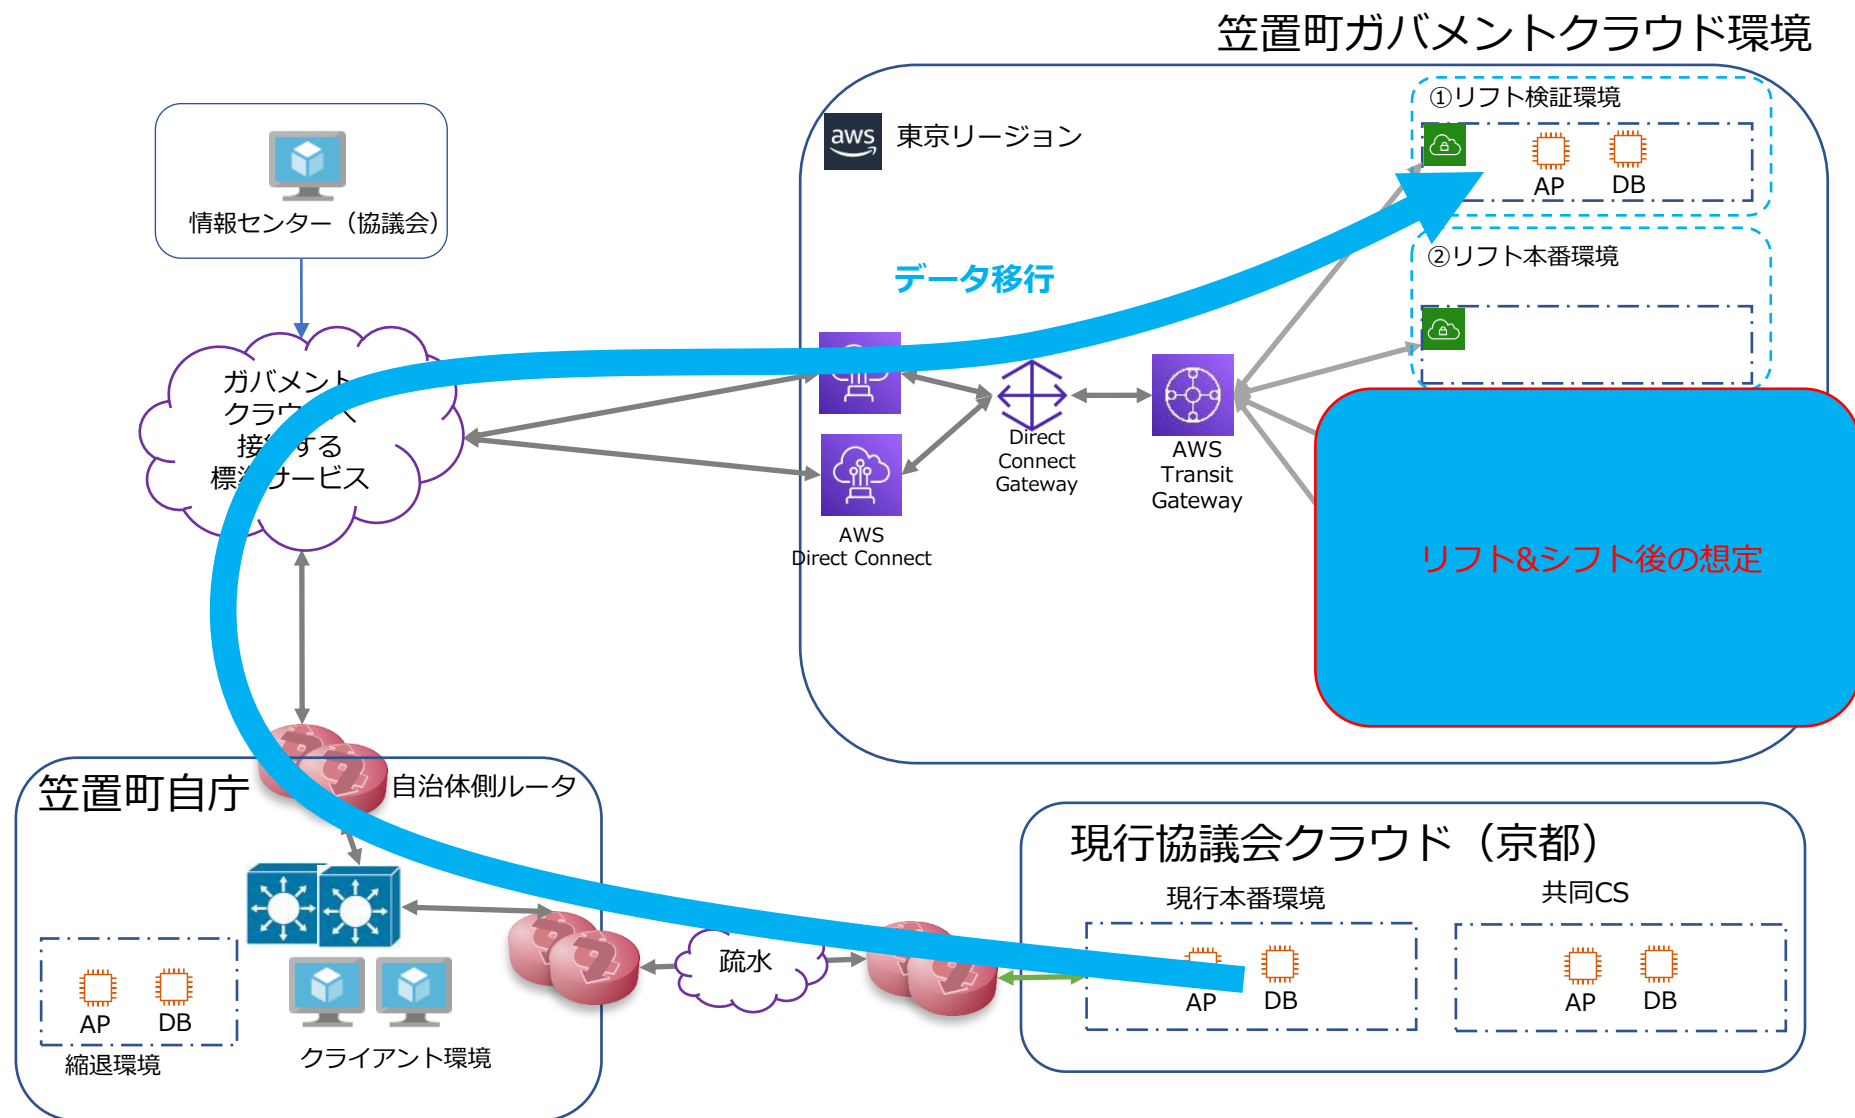 笠置町ガバメントクラウド環境
①リフト検証環境
aws
東京リージョン
AP
DB
情報センター（協議会）
②リフト本番環境
データ移行
ガバメント
クラウ
接続する
標準サービス
Direct
Connect
Gateway
AWS
Transit
Gateway
AWS
Direct Connect
リフト&シフト後の想定
笠置町自庁
自治体側ルータ
現行協議会クラウド（京都）
現行本番環境
共同CS
疏水
AP
DB
AP
DB
AP
DB
縮退環境
クライアント環境